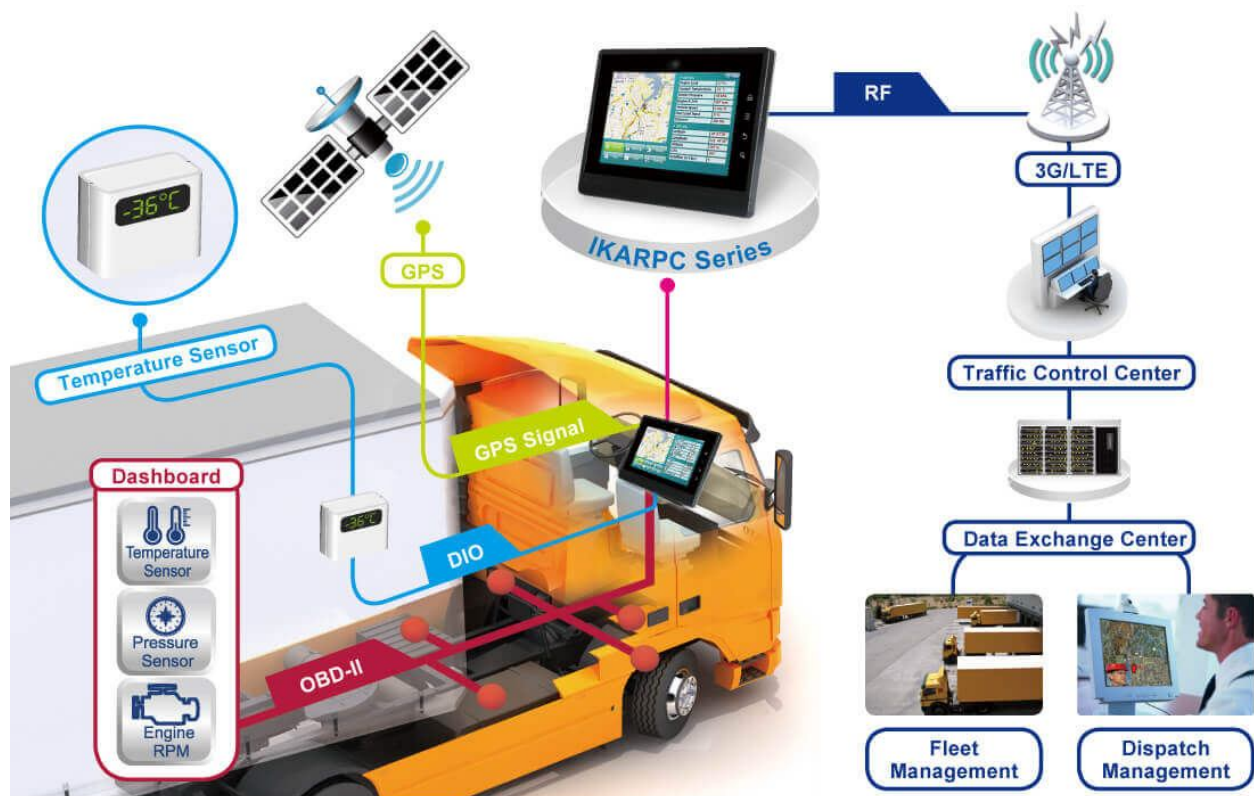 RF
3G/LTE
-36°C
IKARPC Series
GPS
Temperature Sensor
Traffic Control Center
GPS Signal
Dashboard
-36°C
Temperature
Sensor
DIO
Data Exchange Center
Pressure
Sensor
OBD-II
Engine
RPM
Fleet
Management
Dispatch
Management